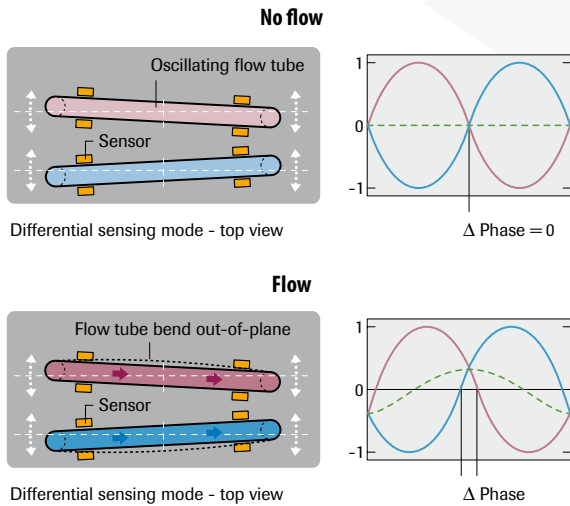 No flow
Oscillating flow tube
Sensor
Differential sensing mode - top view
1
0
-1
Δ Phase = 0
Flow
Flow tube bend out-of-plane
Sensor
Differential sensing mode - top view
1
0
-1
Δ Phase